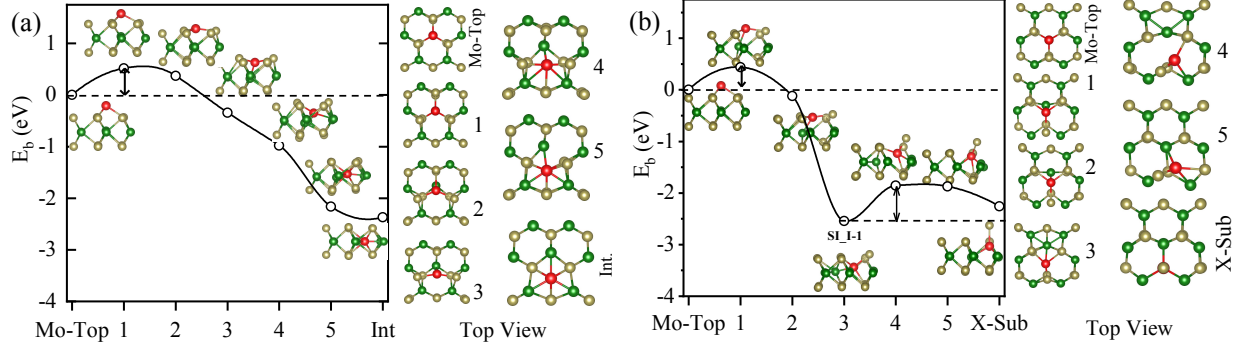 (a)
E_b (eV)
1
0
-1
-2
-3
-4
Mo-Top 1 2 3 4 5 Int
Mo-Top
1
2
3
4
5
Int.
Top View
(b)
E_b (eV)
1
0
-1
-2
-3
-4
SI_I-1
Mo-Top 1 2 3 4 5 X-Sub
Mo-Top
1
2
3
4
5
X-Sub
Top View